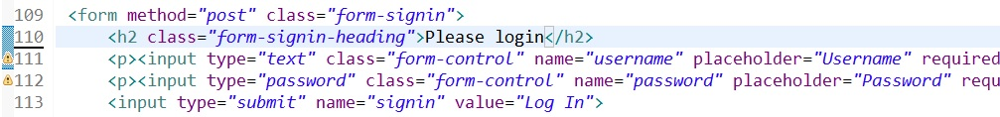 109 <form method="post" class="form-signin">
110 <h2 class="form-signin-heading">Please login</h2>
111 <p><input type="text" class="form-control" name="username" placeholder="Username" required
112 <p><input type="password" class="form-control" name="password" placeholder="Password" requ
113 <input type="submit" name="signin" value="Log In">